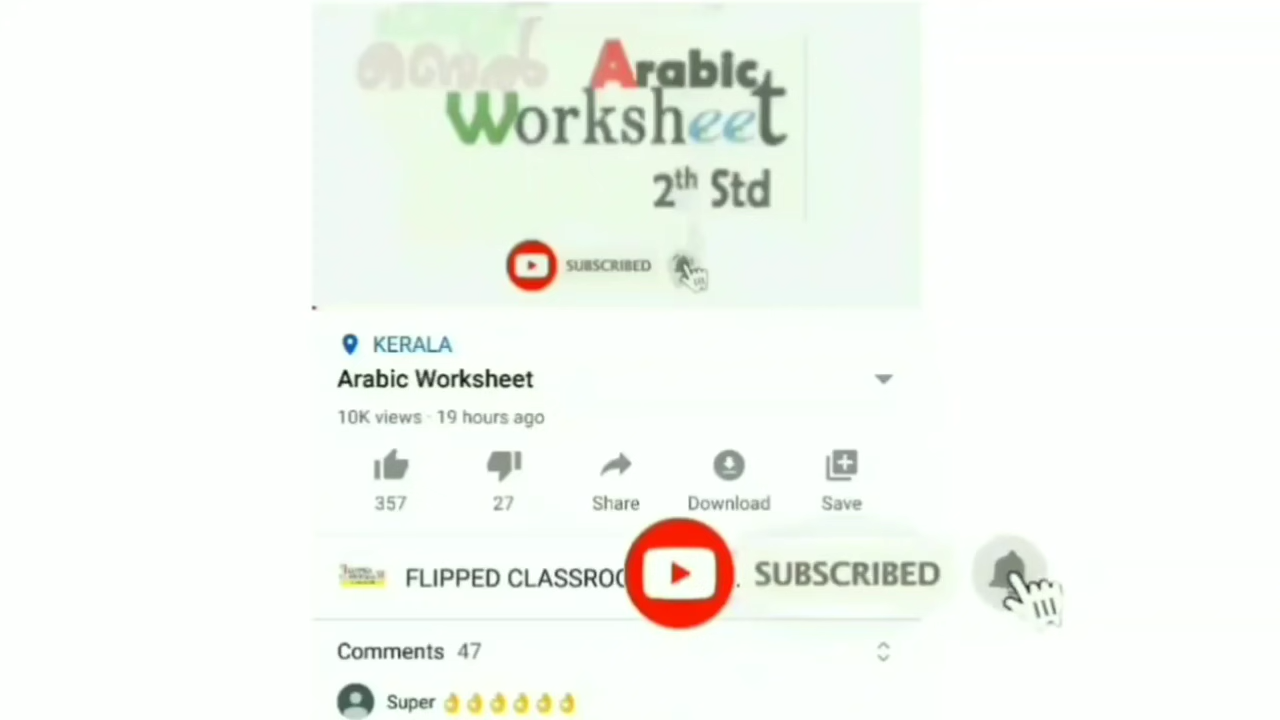 Arabic
Worksheet
2th Std
SUBSCRIBED
KERALA
Arabic Worksheet
10K views · 19 hours ago
357 27 Share Download Save
FLIPPED
SUBSCRIBED
Comments 47
Super 👌👌👌👌👌👌